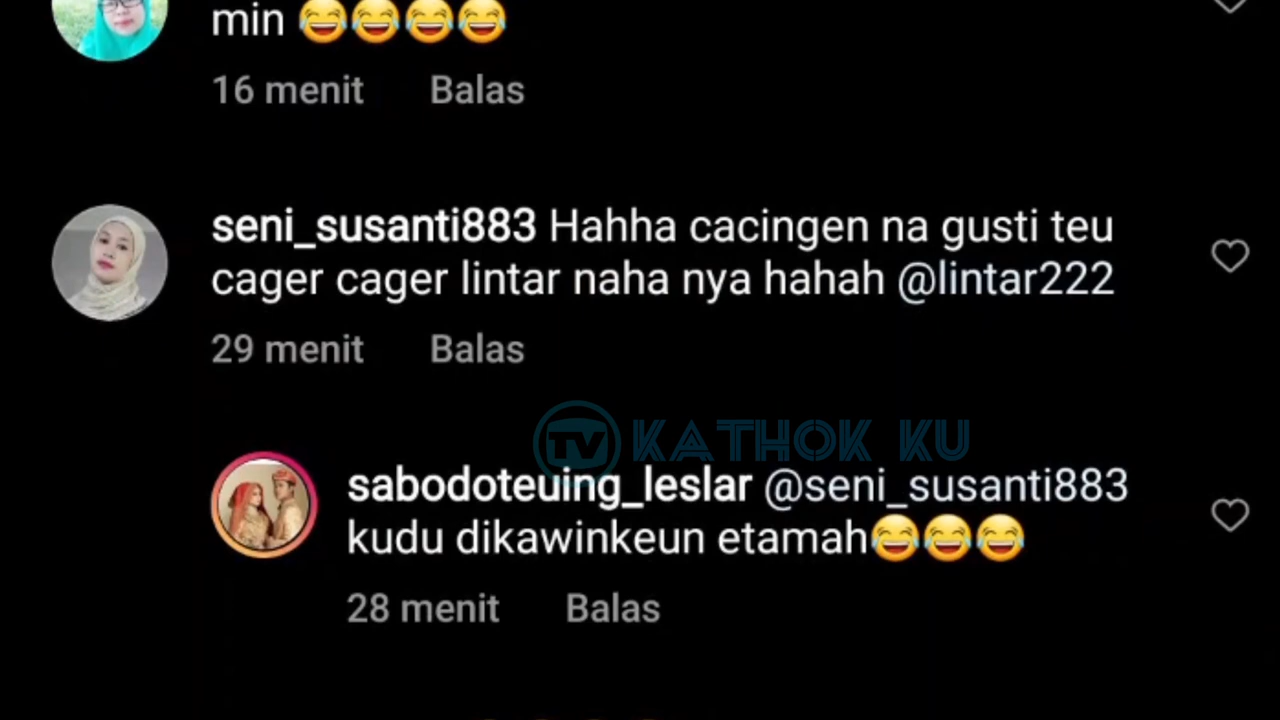 min 😂😂😂😂
16 menit Balas
seni_susanti883 Hahha cacingen na gusti teu
cager cager lintar naha nya hahah @lintar222
29 menit Balas
TV KATHOK KU
sabodoteuing_leslar @seni_susanti883
kudu dikawinkeun etamah😂😂😂
28 menit Balas